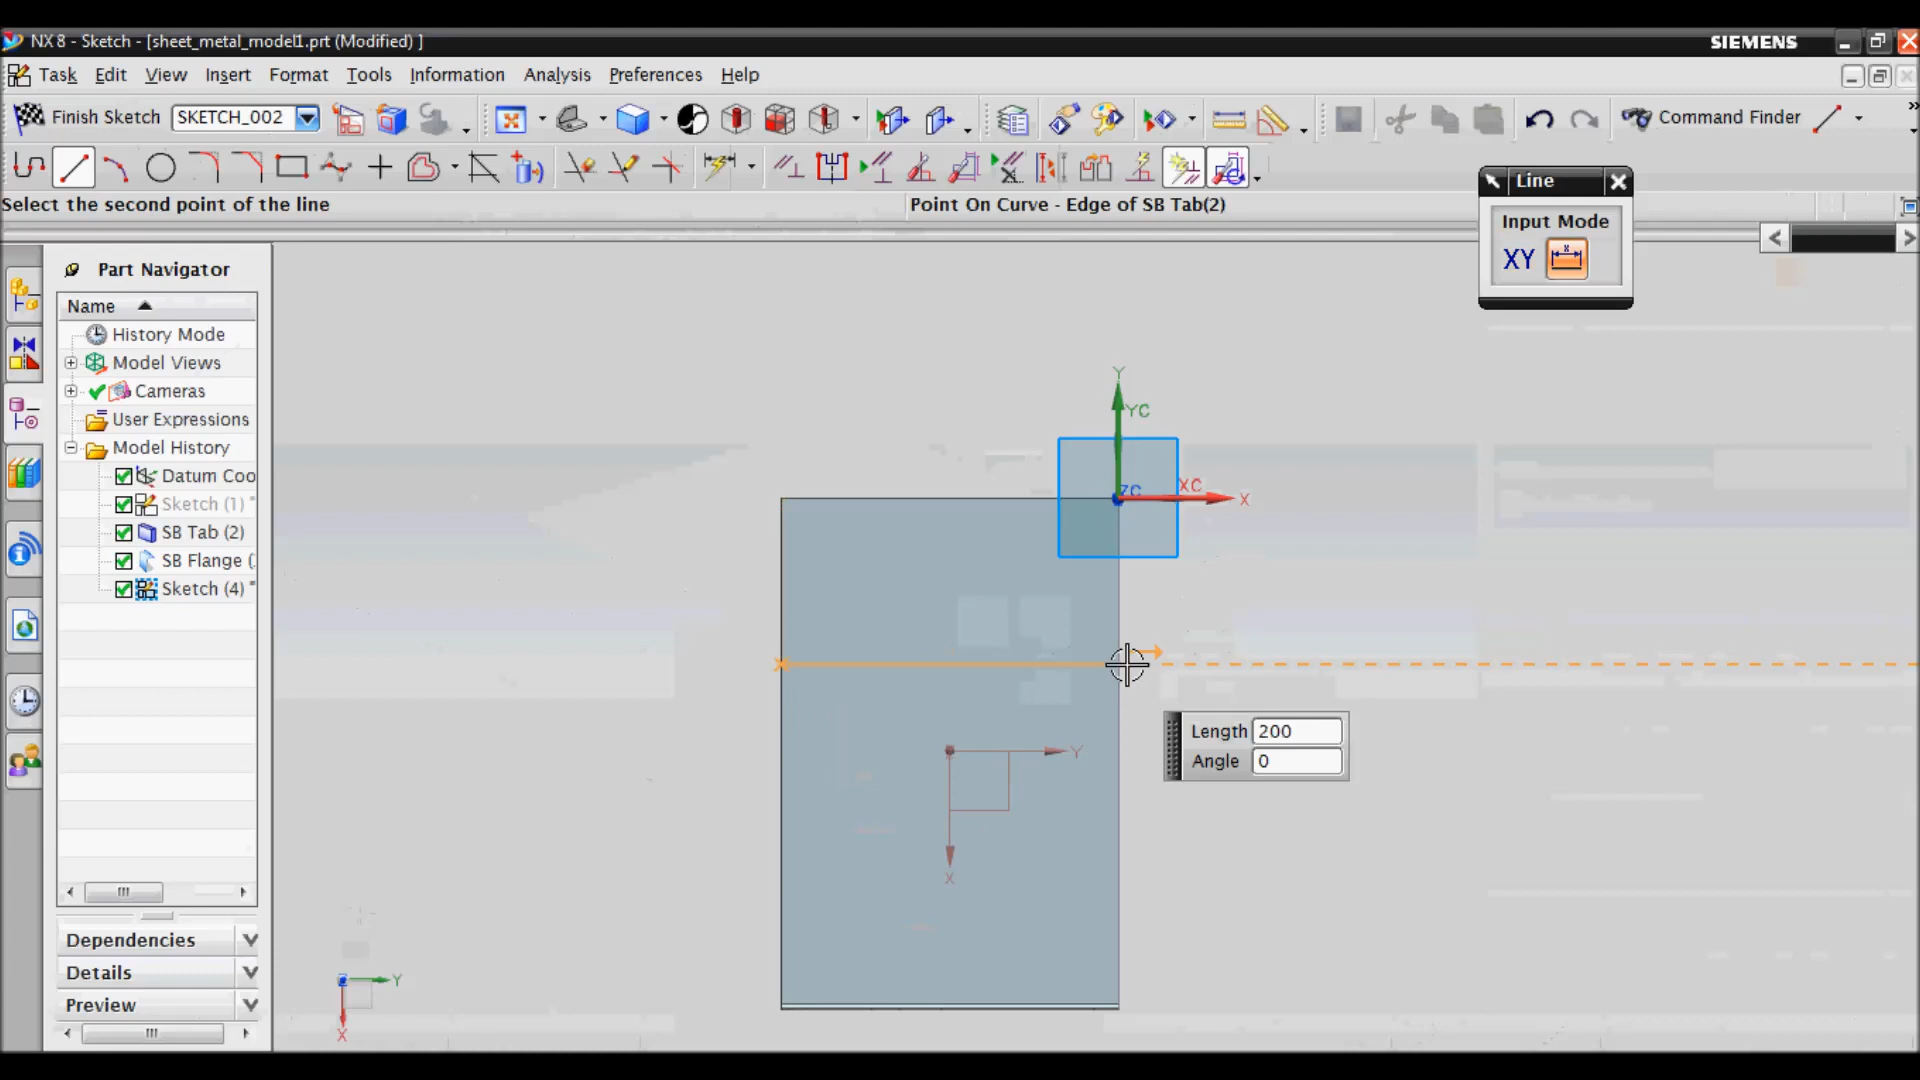 NX 8 - Sketch - [sheet_metal_model1.prt (Modified) ]
SIEMENS
Task Edit View Insert Format Tools Information Analysis Preferences Help
Finish Sketch SKETCH_002 Command Finder
Select the second point of the line
Point On Curve - Edge of SB Tab(2)
Line
Input Mode
XY
Part Navigator
Name
History Mode
Model Views
Cameras
User Expressions
Model History
Datum Coo
Sketch (1) "
SB Tab (2)
SB Flange (
Sketch (4) "
Dependencies
Details
Preview
Y
YC
XC
X
ZC
Length 200
Angle 0
Y
X
Y
X